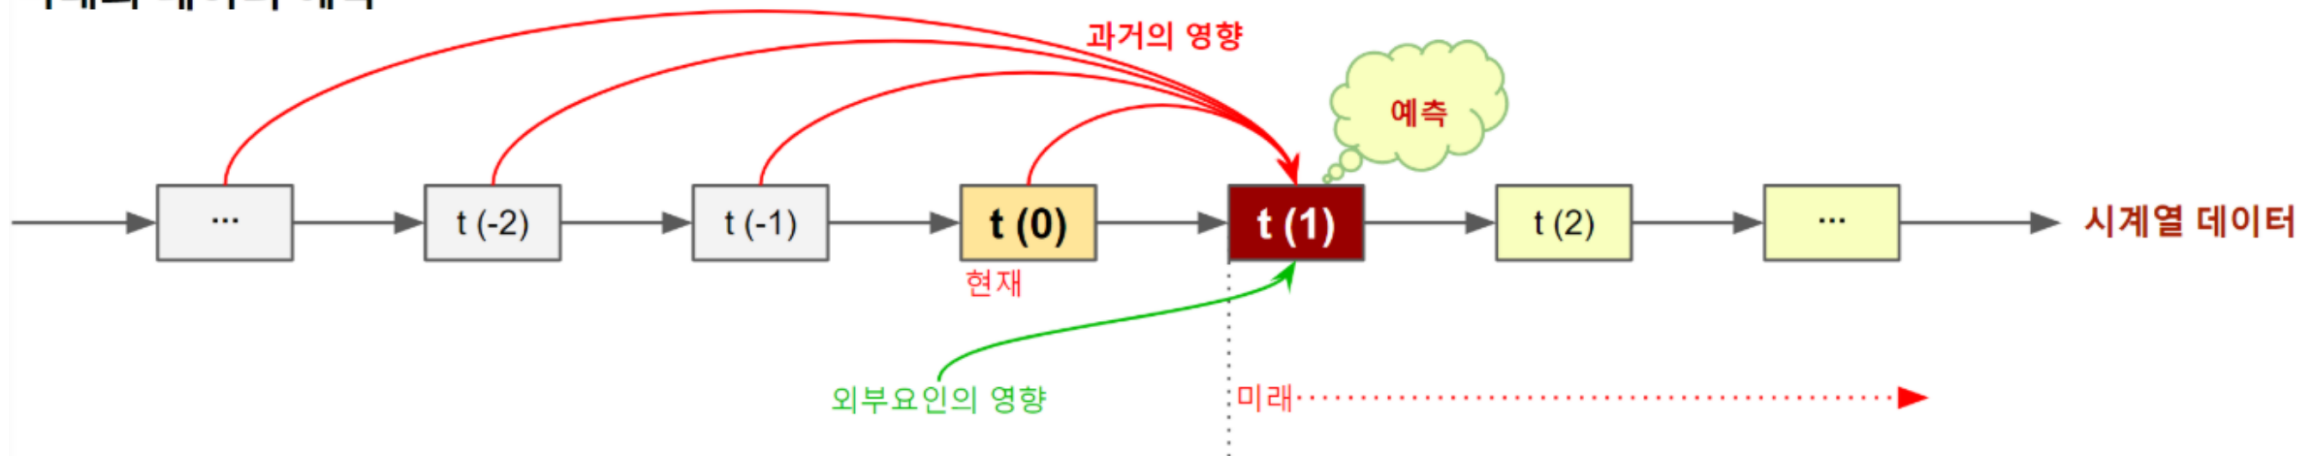 과거의 영향
예측
... t (-2) t (-1) t (0) t (1) t (2) ... 시계열 데이터
현재
외부요인의 영향 미래